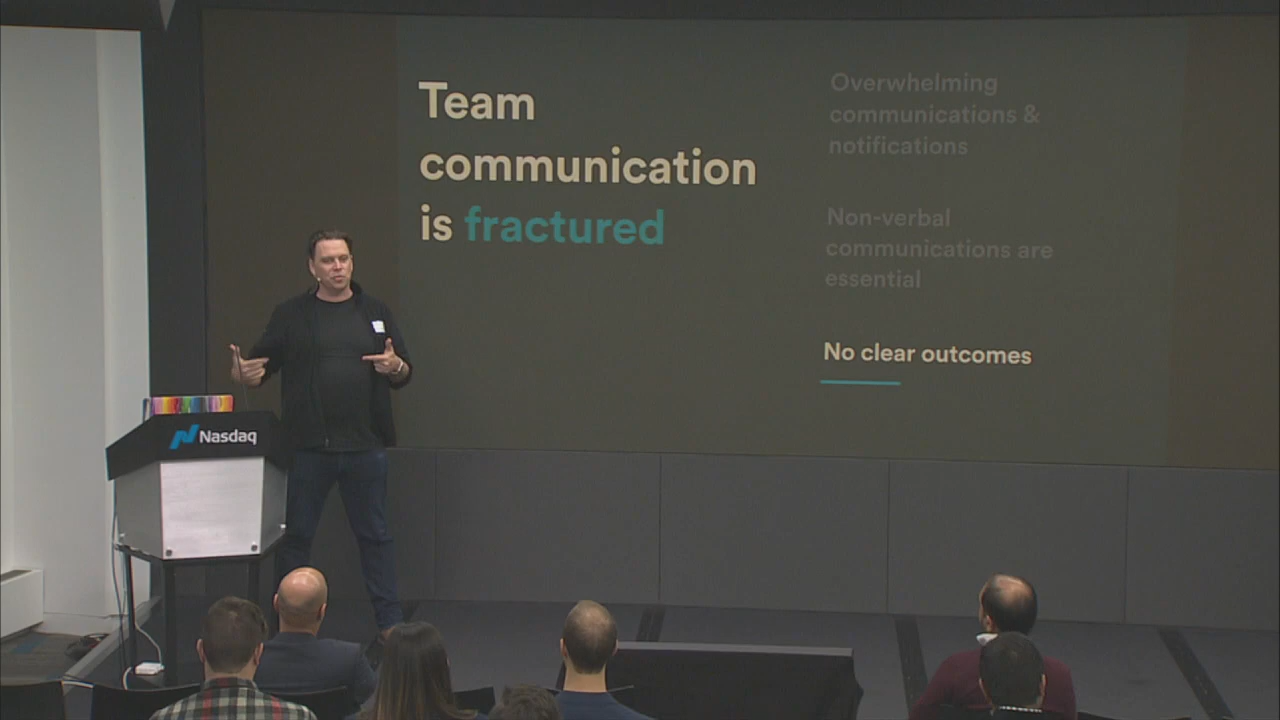 Team
communication
is fractured
Overwhelming
communications &
notifications
Non-verbal
communications are
essential
No clear outcomes
Nasdaq